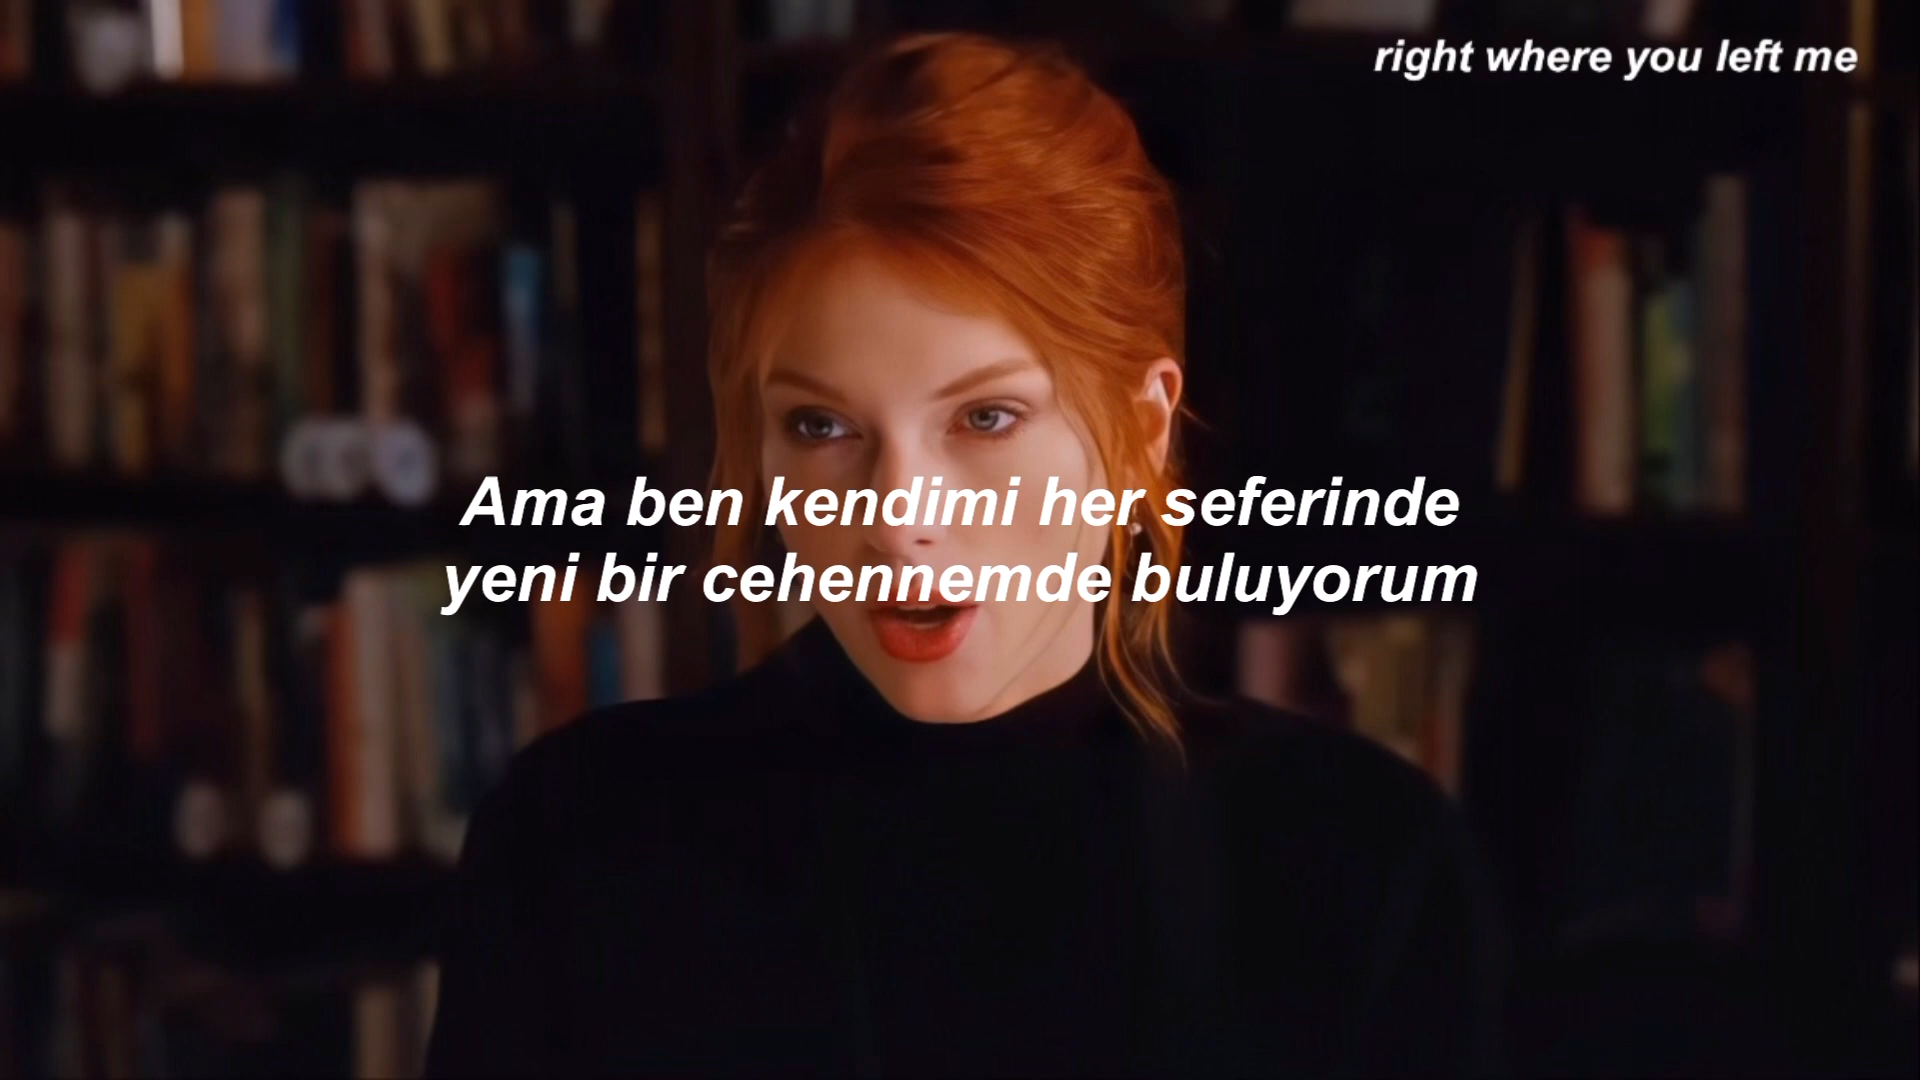 right where you left me
Ama ben kendimi her seferinde
yeni bir cehennemde buluyorum